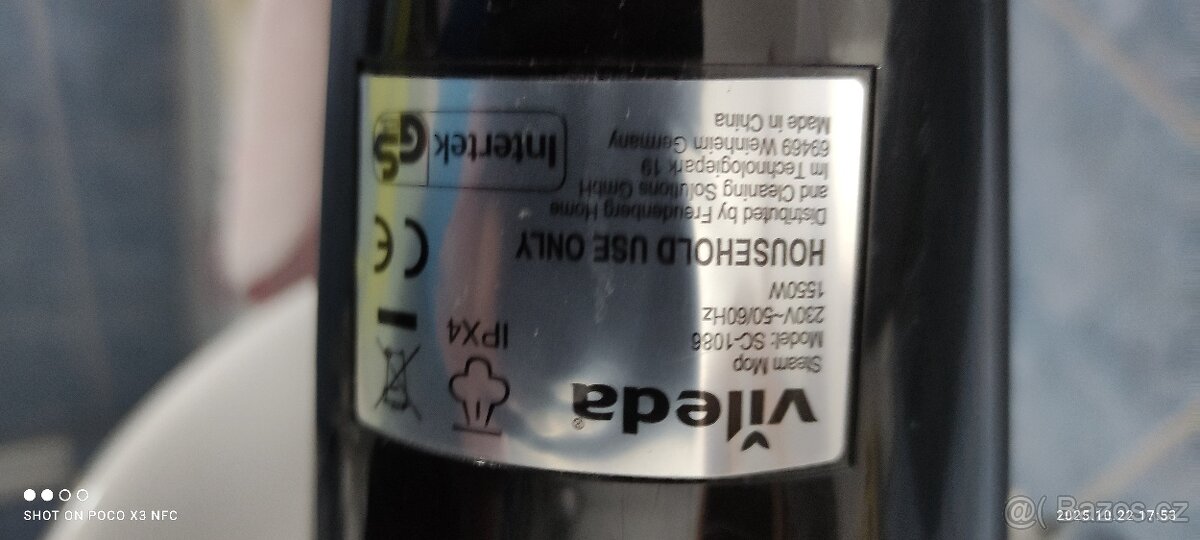 vileda®
Steam Mop
Model: SC-1086
230V~50/60Hz
1550W
IPX4
HOUSEHOLD USE ONLY
CE
Distributed by Freudenberg Home
and Cleaning Solutions GmbH
Im Technologiepark 19
69469 Weinheim Germany
Made in China
Intertek GS
SHOT ON POCO X3 NFC
Bazos.cz
2025.10.22 17:53